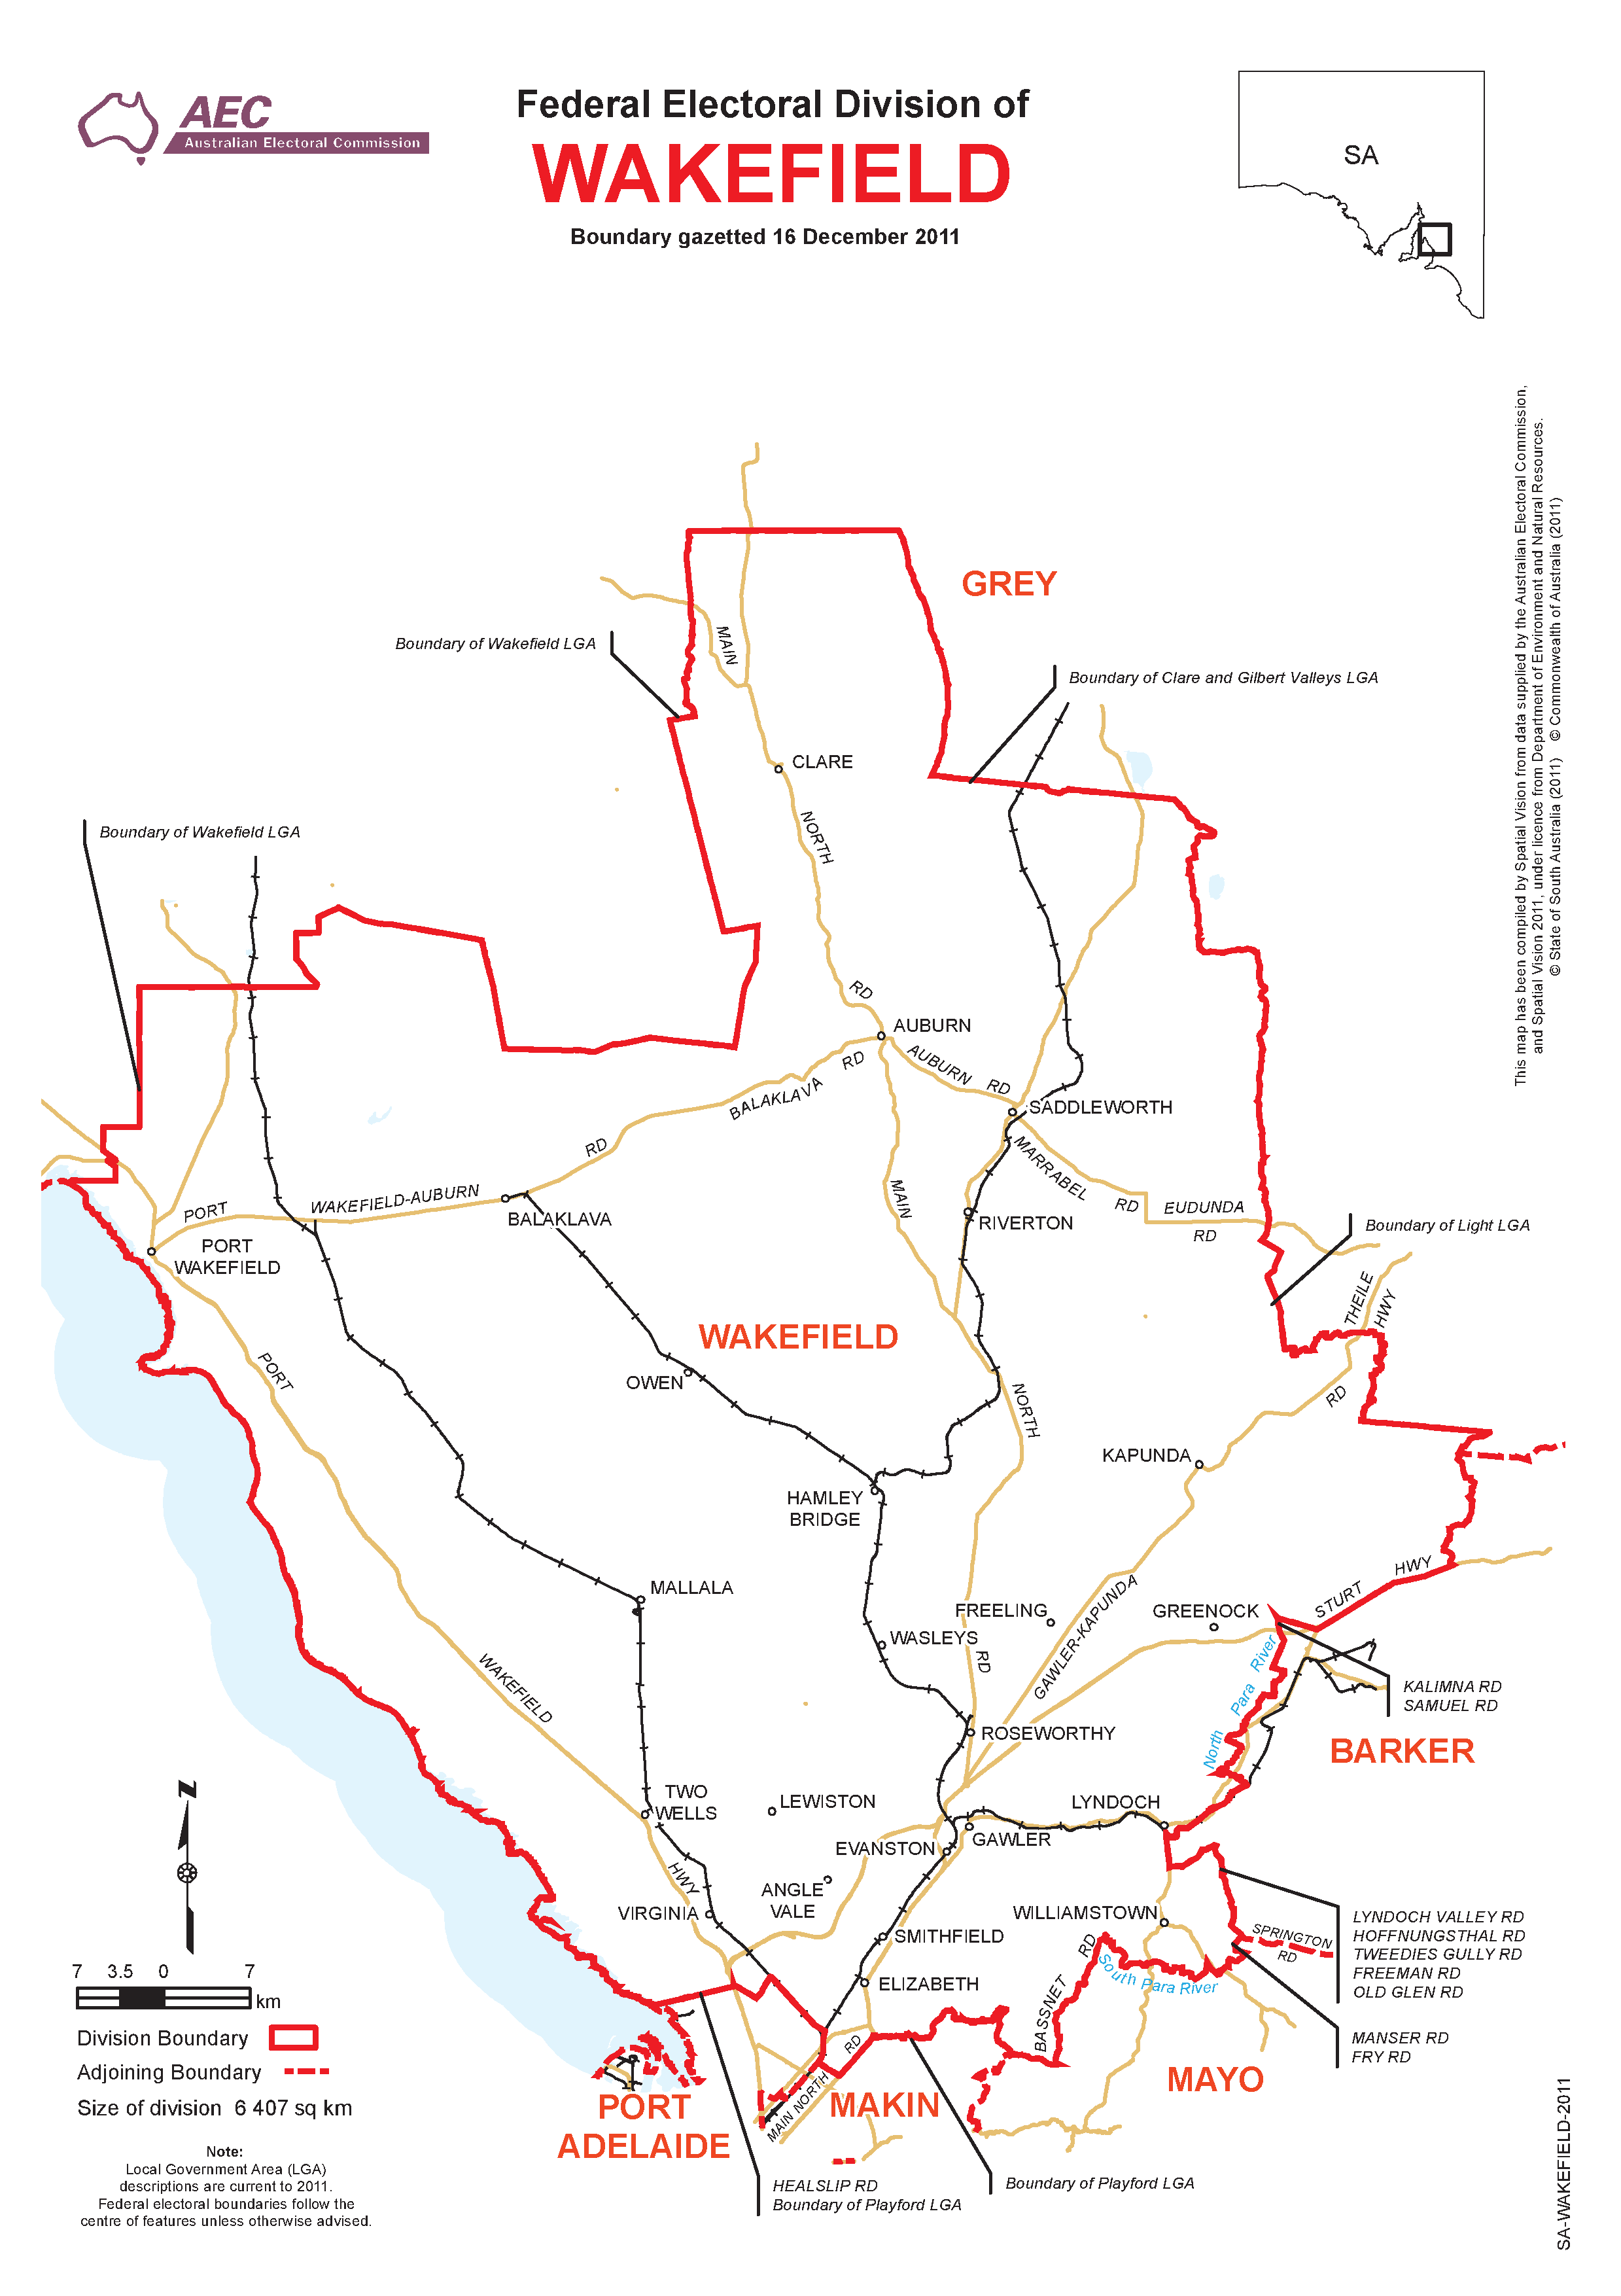 AEC
Australian Electoral Commission
Federal Electoral Division of
WAKEFIELD
Boundary gazetted 16 December 2011
SA
This map has been compiled by Spatial Vision from data supplied by the Australian Electoral Commission,
and Spatial Vision 2011, under licence from Department of Environment and Natural Resources.
© State of South Australia (2011) © Commonwealth of Australia (2011)
GREY
Boundary of Wakefield LGA
MAIN
Boundary of Clare and Gilbert Valleys LGA
CLARE
NORTH
Boundary of Wakefield LGA
RD
AUBURN
AUBURN RD
BALAKLAVA RD
RD
SADDLEWORTH
MARRABEL RD
EUDUNDA
RD
PORT
WAKEFIELD-AUBURN
BALAKLAVA
MAIN
RIVERTON
Boundary of Light LGA
PORT
WAKEFIELD
THEILE
HWY
WAKEFIELD
PORT
OWEN
NORTH
RD
KAPUNDA
HAMLEY
BRIDGE
MALLALA
FREELING
GREENOCK
STURT
HWY
GAWLER-KAPUNDA
WASLEYS
RD
WAKEFIELD
North Para River
KALIMNA RD
SAMUEL RD
ROSEWORTHY
BARKER
TWO
WELLS
LEWISTON
LYNDOCH
EVANSTON
GAWLER
HWY
ANGLE
VALE
VIRGINIA
WILLIAMSTOWN
SMITHFIELD
SPRINGTON
RD
LYNDOCH VALLEY RD
HOFFNUNGSTHAL RD
TWEEDIES GULLY RD
FREEMAN RD
OLD GLEN RD
ELIZABETH
BASSNET RD
South Para River
MANSER RD
FRY RD
RD
MAIN NORTH
MAYO
MAKIN
PORT
ADELAIDE
HEALSLIP RD
Boundary of Playford LGA
Boundary of Playford LGA
N
7 3.5 0 7
km
Division Boundary
Adjoining Boundary
Size of division 6 407 sq km
Note:
Local Government Area (LGA)
descriptions are current to 2011.
Federal electoral boundaries follow the
centre of features unless otherwise advised.
SA-WAKEFIELD-2011